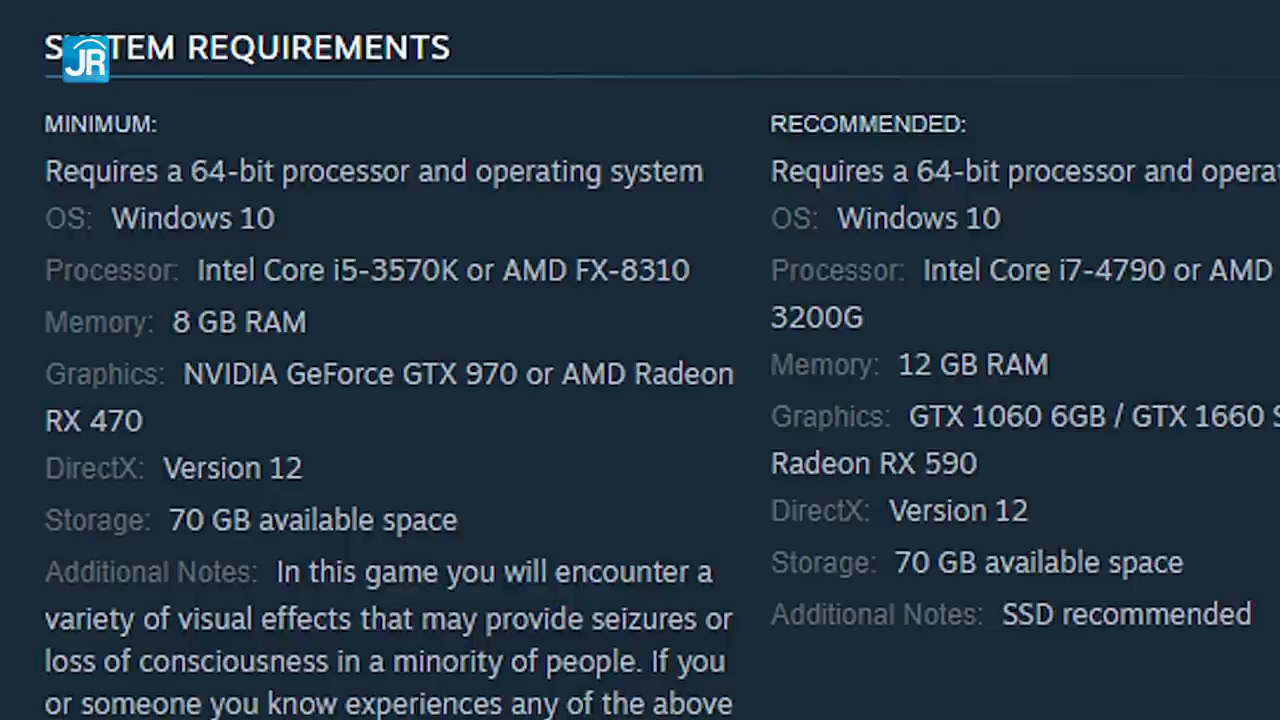 SYSTEM REQUIREMENTS
JR
MINIMUM:
Requires a 64-bit processor and operating system
OS: Windows 10
Processor: Intel Core i5-3570K or AMD FX-8310
Memory: 8 GB RAM
Graphics: NVIDIA GeForce GTX 970 or AMD Radeon
RX 470
DirectX: Version 12
Storage: 70 GB available space
Additional Notes: In this game you will encounter a
variety of visual effects that may provide seizures or
loss of consciousness in a minority of people. If you
or someone you know experiences any of the above
RECOMMENDED:
Requires a 64-bit processor and
OS: Windows 10
Processor: Intel Core i7-4790 or AMD
3200G
Memory: 12 GB RAM
Graphics: GTX 1060 6GB / GTX 1660
Radeon RX 590
DirectX: Version 12
Storage: 70 GB available space
Additional Notes: SSD recommended